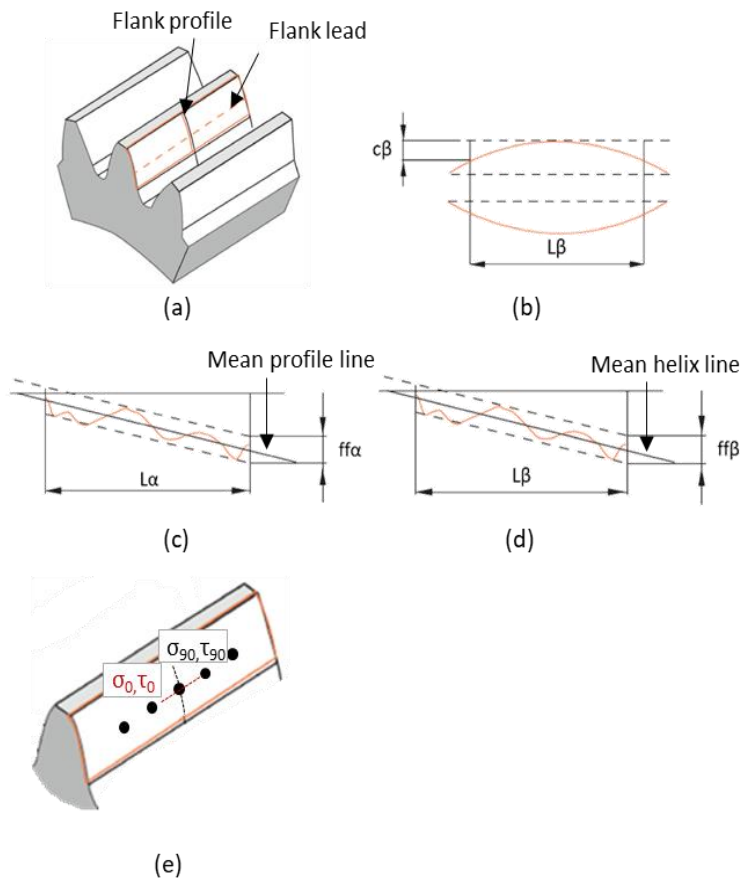 Flank profile
Flank lead
(a)
cβ
Lβ
(b)
Mean profile line
ffα
Lα
(c)
Mean helix line
ffβ
Lβ
(d)
σ90,τ90
σ0,τ0
(e)